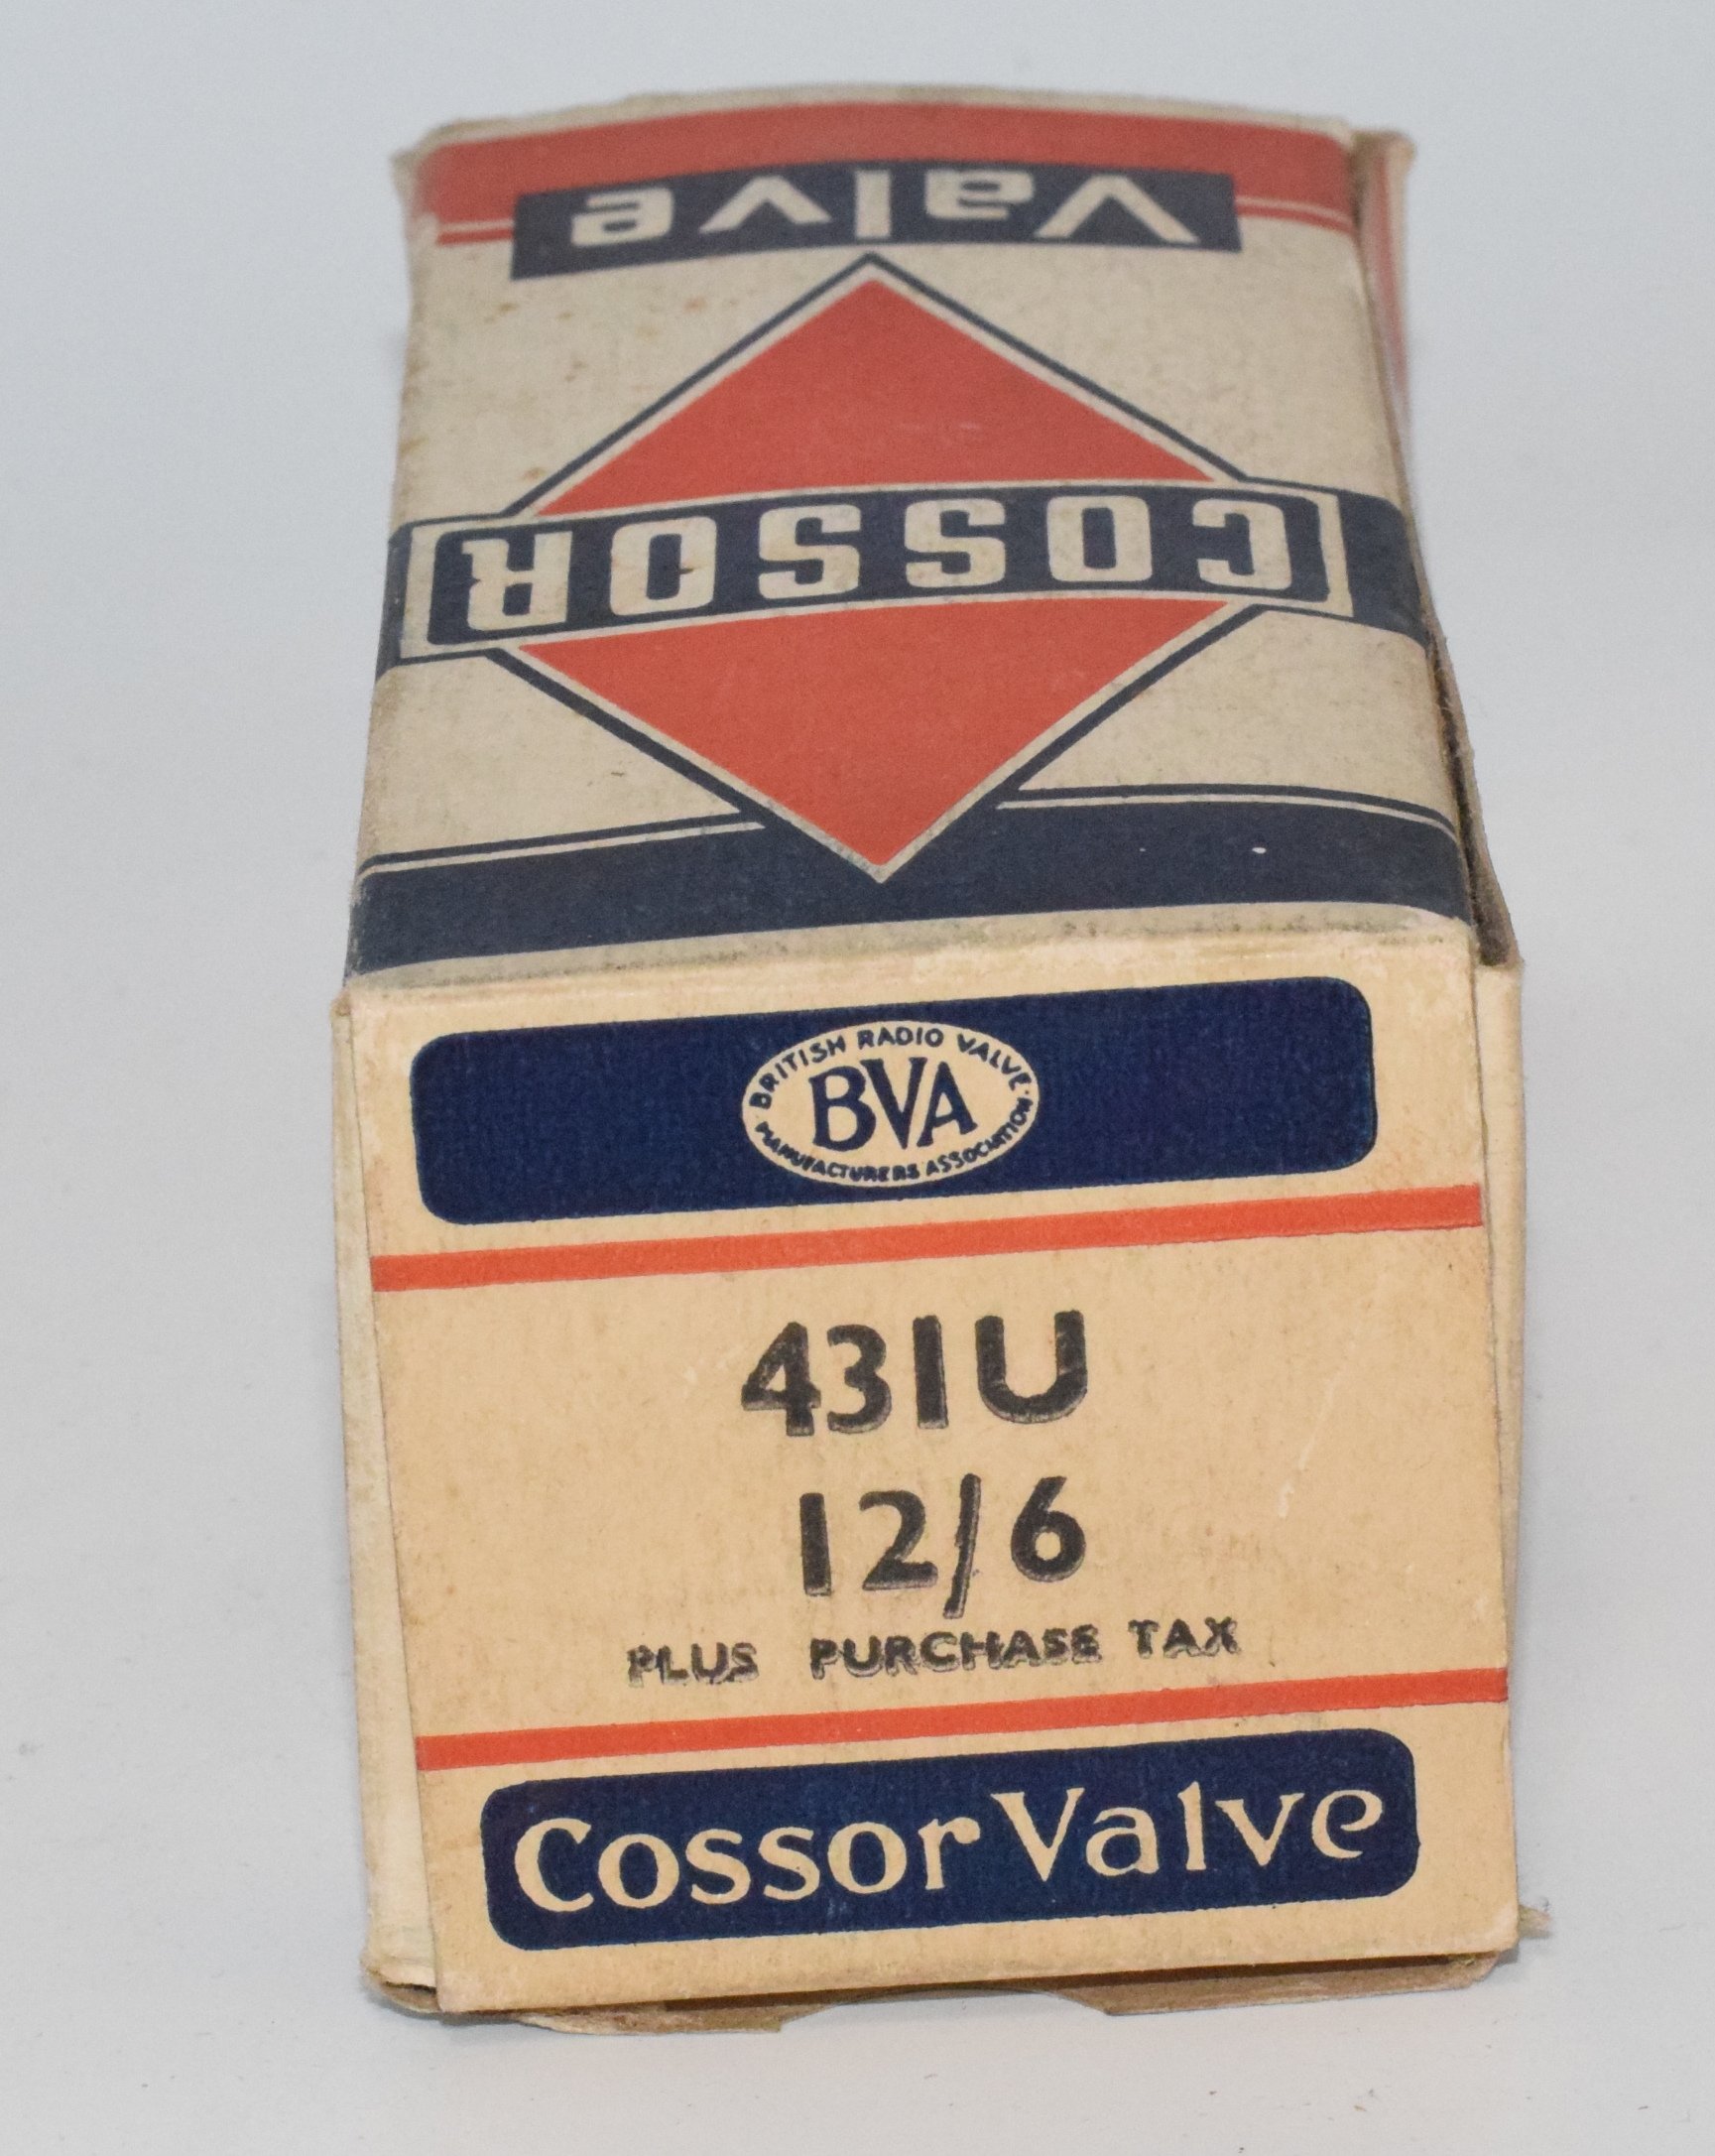 Valve
COSSOR
BRITISH RADIO VALVE
BVA
MANUFACTURERS ASSOCIATION
431U
12/6
PLUS PURCHASE TAX
Cossor Valve